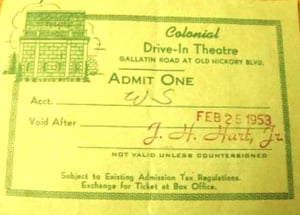 Colonial
Drive-In Theatre
GALLATIN ROAD AT OLD HICKORY BLVD.
ADMIT ONE
Acct. WS
Void After FEB 25 1953
J. H. Hart, Jr.
NOT VALID UNLESS COUNTERSIGNED
Subject to Existing Admission Tax Regulations.
Exchange for Ticket at Box Office.